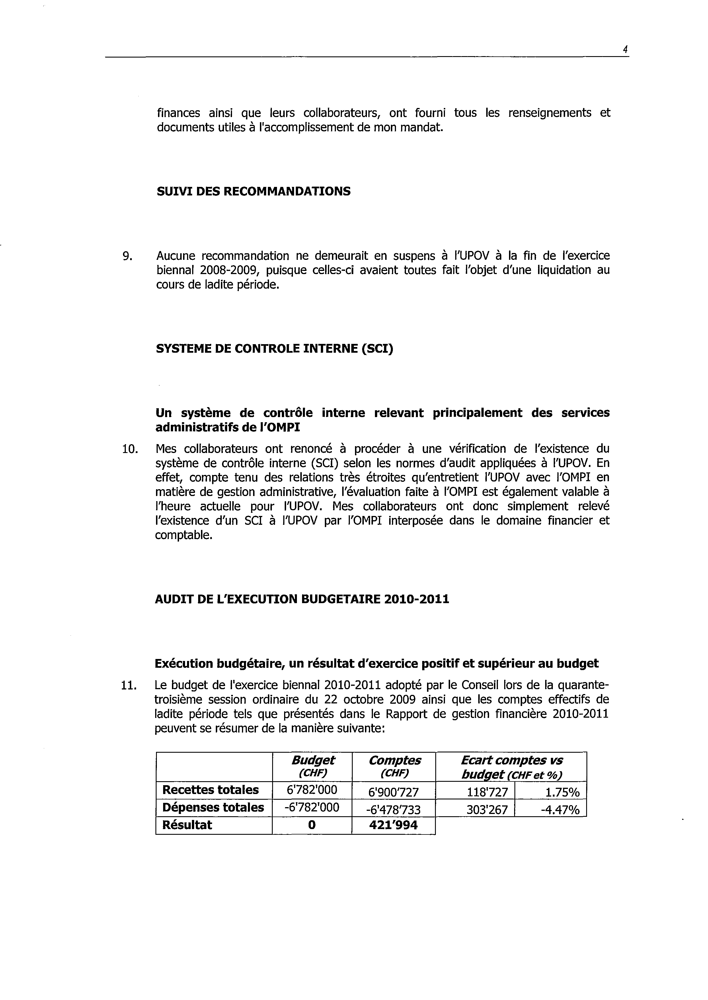 4
finances ainsi que leurs collaborateurs, ont fourni tous les renseignements et
documents utiles à l'accomplissement de mon mandat.
SUIVI DES RECOMMANDATIONS
9. Aucune recommandation ne demeurait en suspens à l'UPOV à la fin de l'exercice
biennal 2008-2009, puisque celles-ci avaient toutes fait l'objet d'une liquidation au
cours de ladite période.
SYSTEME DE CONTROLE INTERNE (SCI)
Un système de contrôle interne relevant principalement des services
administratifs de l'OMPI
10. Mes collaborateurs ont renoncé à procéder à une vérification de l'existence du
système de contrôle interne (SCI) selon les normes d'audit appliquées à l'UPOV. En
effet, compte tenu des relations très étroites qu'entretient l'UPOV avec l'OMPI en
matière de gestion administrative, l'évaluation faite à l'OMPI est également valable à
l'heure actuelle pour l'UPOV. Mes collaborateurs ont donc simplement relevé
l'existence d'un SCI à l'UPOV par l'OMPI interposée dans le domaine financier et
comptable.
AUDIT DE L'EXECUTION BUDGETAIRE 2010-2011
Exécution budgétaire, un résultat d'exercice positif et supérieur au budget
11. Le budget de l'exercice biennal 2010-2011 adopté par le Conseil lors de la quarante-
troisième session ordinaire du 22 octobre 2009 ainsi que les comptes effectifs de
ladite période tels que présentés dans le Rapport de gestion financière 2010-2011
peuvent se résumer de la manière suivante:
Budget Comptes Ecart comptes vs
(CHF) (CHF) budget (CHF et %)
Recettes totales 6'782'000 6'900'727 118'727 1.75%
Dépenses totales -6'782'000 -6'478'733 303'267 -4.47%
Résultat 0 421'994